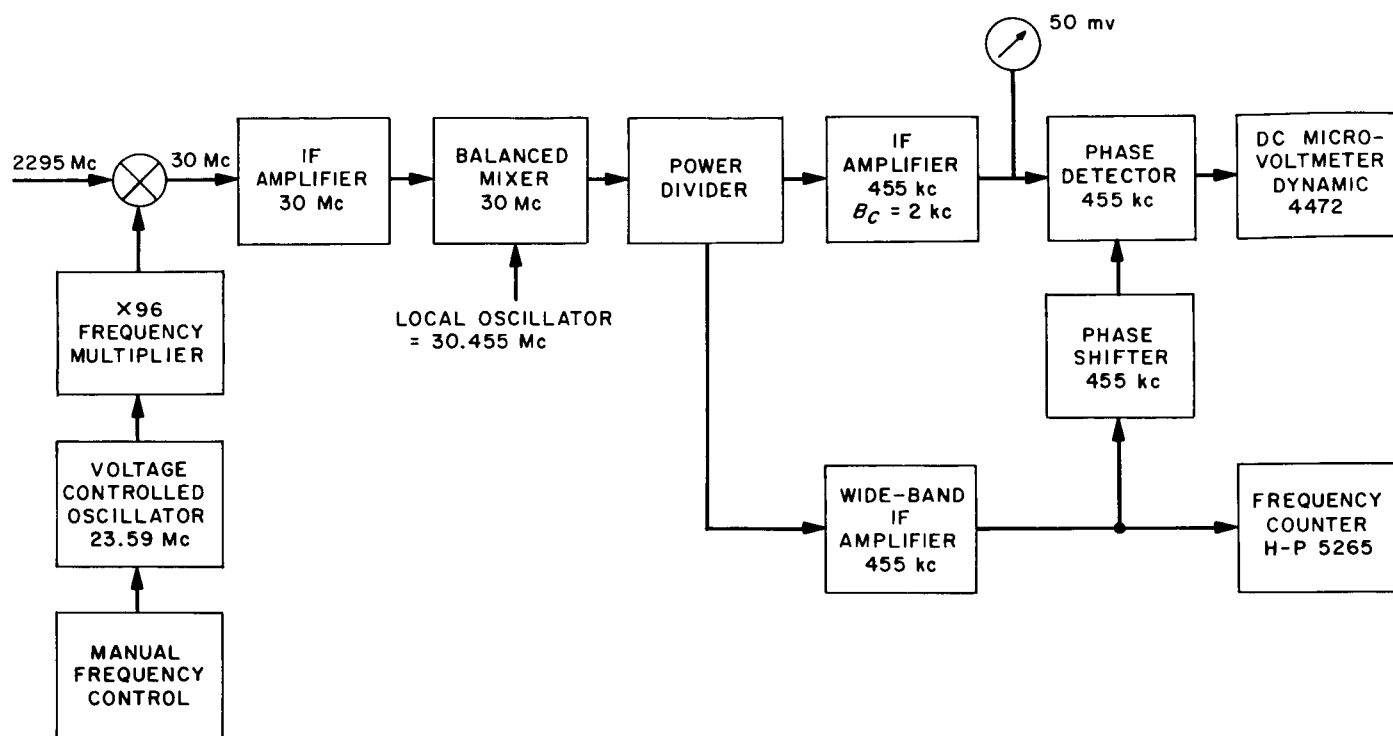 50 mv
2295 Mc
30 Mc
IF
AMPLIFIER
30 Mc
BALANCED
MIXER
30 Mc
POWER
DIVIDER
IF
AMPLIFIER
455 kc
B_C = 2 kc
PHASE
DETECTOR
455 kc
DC MICRO-
VOLTMETER
DYNAMIC
4472
×96
FREQUENCY
MULTIPLIER
LOCAL OSCILLATOR
= 30.455 Mc
PHASE
SHIFTER
455 kc
VOLTAGE
CONTROLLED
OSCILLATOR
23.59 Mc
WIDE-BAND
IF
AMPLIFIER
455 kc
FREQUENCY
COUNTER
H-P 5265
MANUAL
FREQUENCY
CONTROL